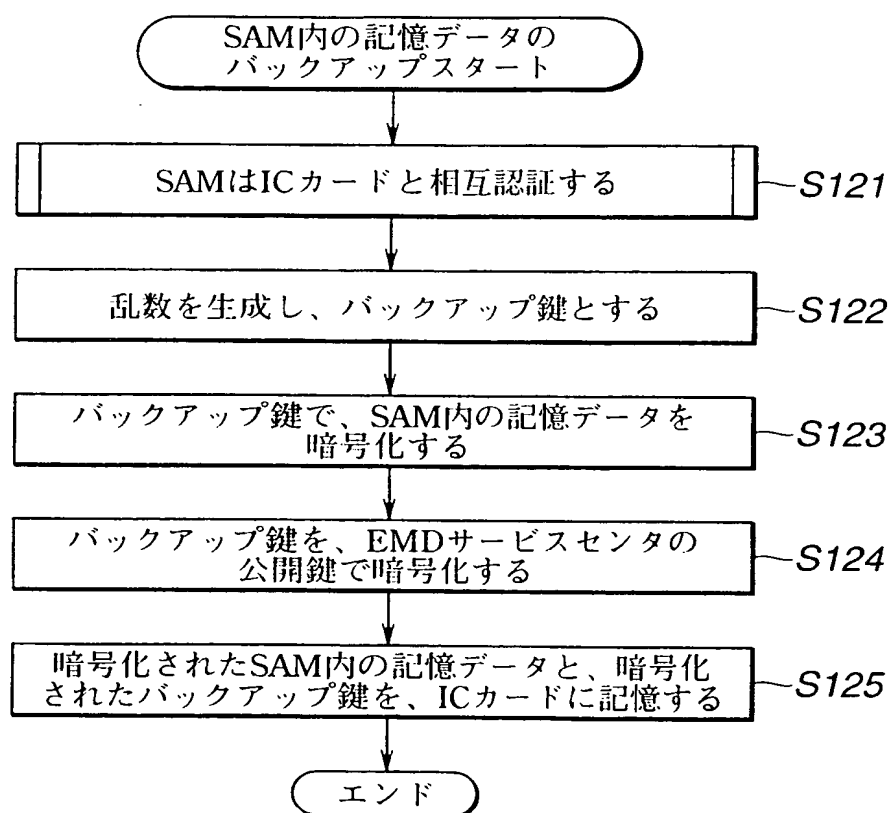 SAM内の記憶データの
バックアップスタート
SAMはICカードと相互認証する
S121
乱数を生成し、バックアップ鍵とする
S122
バックアップ鍵で、SAM内の記憶データを
暗号化する
S123
バックアップ鍵を、EMDサービスセンタの
公開鍵で暗号化する
S124
暗号化されたSAM内の記憶データと、暗号化
されたバックアップ鍵を、ICカードに記憶する
S125
エンド